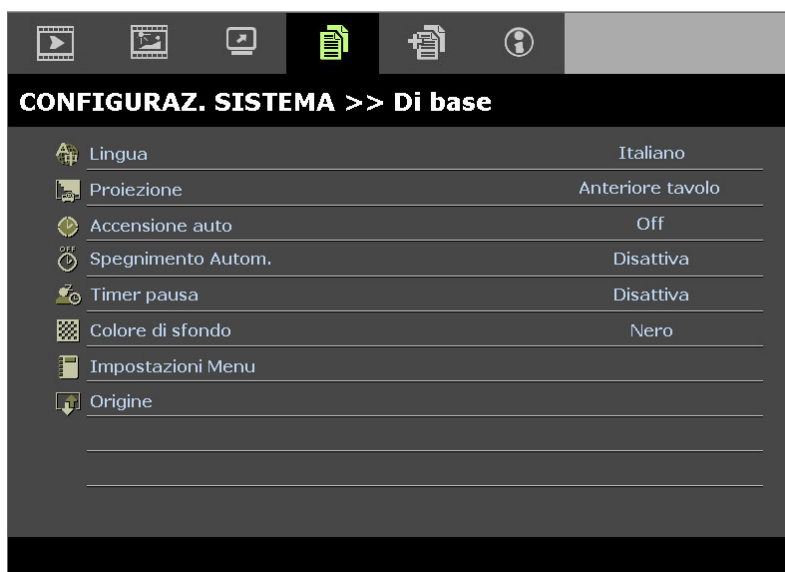 CONFIGURAZ. SISTEMA >> Di base
Lingua Italiano
Proiezione Anteriore tavolo
Accensione auto Off
Spegnimento Autom. Disattiva
Timer pausa Disattiva
Colore di sfondo Nero
Impostazioni Menu
Origine